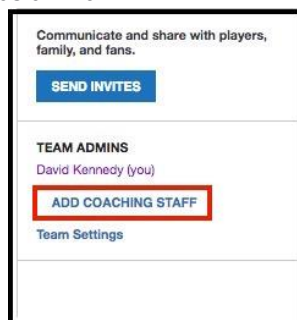 Communicate and share with players,
family, and fans.
SEND INVITES
TEAM ADMINS
David Kennedy (you)
ADD COACHING STAFF
Team Settings